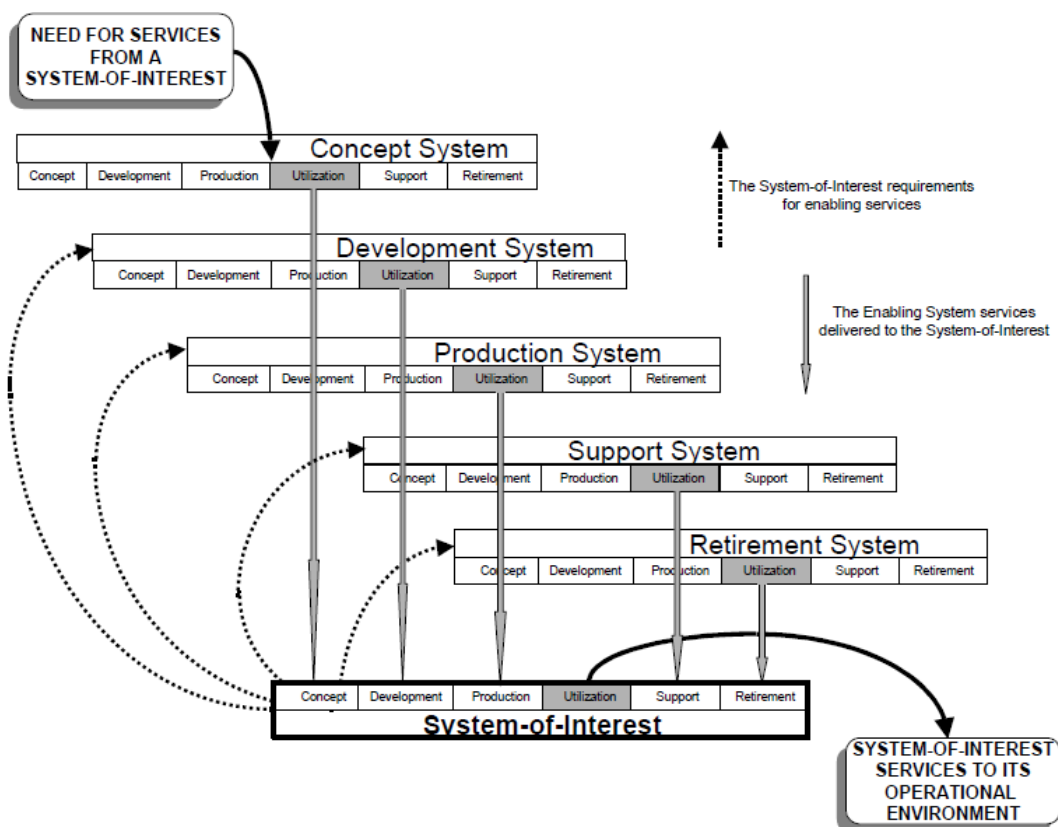 NEED FOR SERVICES
FROM A
SYSTEM-OF-INTEREST
Concept System
Concept Development Production Utilization Support Retirement
The System-of-Interest requirements
for enabling services
Development System
Concept Development Production Utilization Support Retirement
The Enabling System services
delivered to the System-of-Interest
Production System
Concept Development Production Utilization Support Retirement
Support System
Concept Development Production Utilization Support Retirement
Retirement System
Concept Development Production Utilization Support Retirement
Concept Development Production Utilization Support Retirement
System-of-Interest
SYSTEM-OF-INTEREST
SERVICES TO ITS
OPERATIONAL
ENVIRONMENT